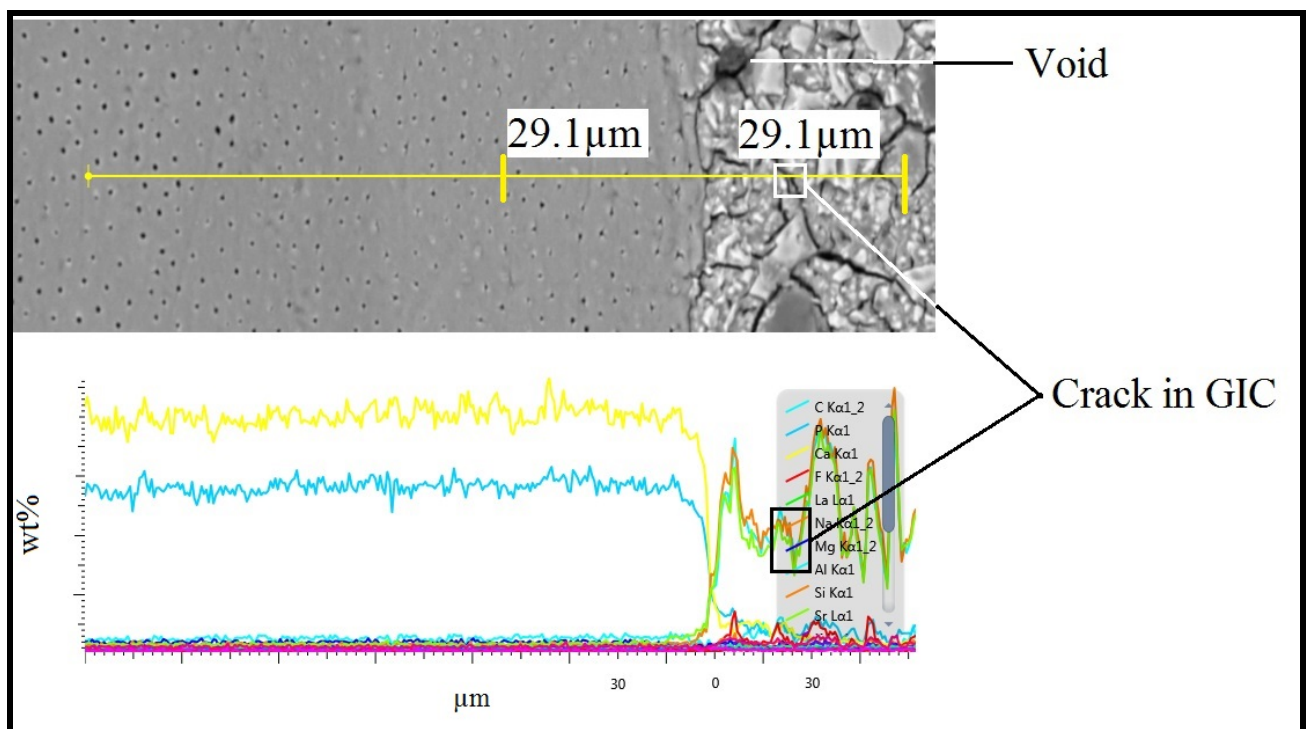 Void
29.1µm
29.1µm
Crack in GIC
C Kα1_2
P Kα1
Ca Kα1
F Kα1_2
La Lα1
Na Kα1_2
Mg Kα1_2
Al Kα1
Si Kα1
Sr Lα1
wt%
30 0 30
µm